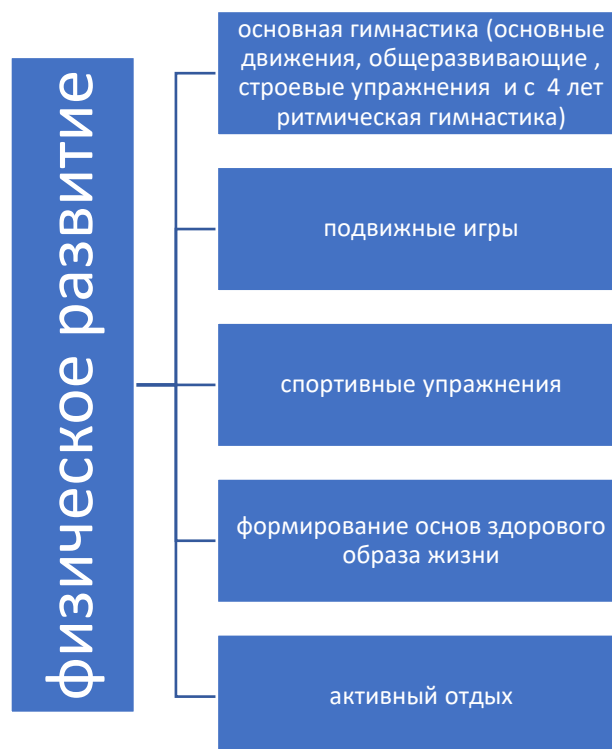 физическое развитие
основная гимнастика (основные
движения, общеразвивающие ,
строевые упражнения и с 4 лет
ритмическая гимнастика)
подвижные игры
спортивные упражнения
формирование основ здорового
образа жизни
активный отдых